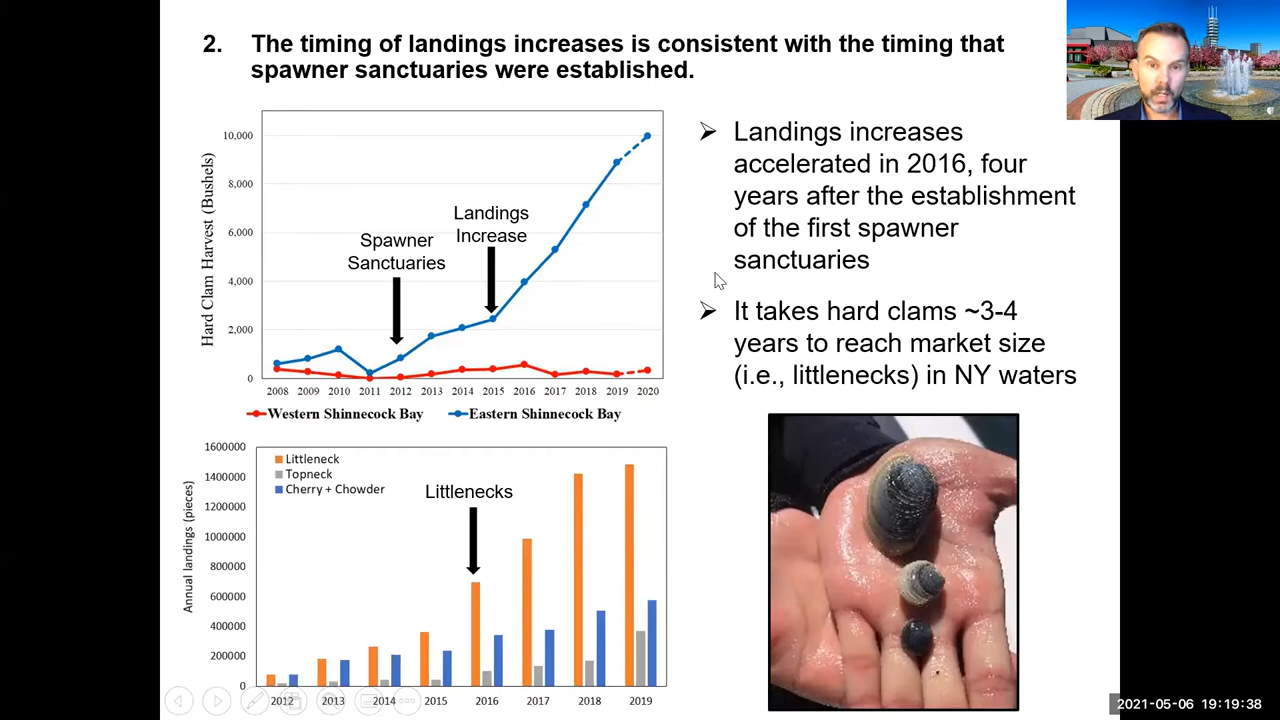 2. The timing of landings increases is consistent with the timing that
spawner sanctuaries were established.
Hard Clam Harvest (Bushels)
10,000
8,000
6,000
4,000
2,000
0
Spawner
Sanctuaries
Landings
Increase
2008 2009 2010 2011 2012 2013 2014 2015 2016 2017 2018 2019 2020
Western Shinnecock Bay Eastern Shinnecock Bay
➢ Landings increases
accelerated in 2016, four
years after the establishment
of the first spawner
sanctuaries
➢ It takes hard clams ~3-4
years to reach market size
(i.e., littlenecks) in NY waters
Annual landings (pieces)
1600000
1400000
1200000
1000000
800000
600000
400000
200000
0
Littleneck
Topneck
Cherry + Chowder
Littlenecks
2012 2013 2014 2015 2016 2017 2018 2019
2021-05-06 19:19:38